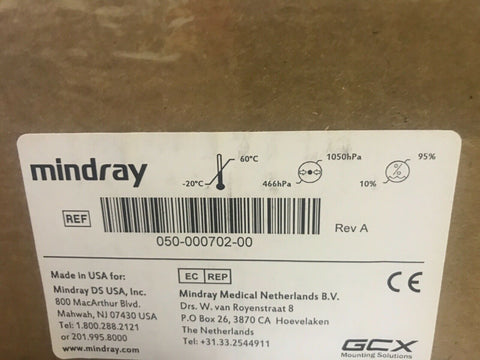 mindray
60°C
-20°C
1050hPa
466hPa
95%
%
10%
REF
050-000702-00
Rev A
Made in USA for:
Mindray DS USA, Inc.
800 MacArthur Blvd.
Mahwah, NJ 07430 USA
Tel: 1.800.288.2121
or 201.995.8000
www.mindray.com
EC REP
Mindray Medical Netherlands B.V.
Drs. W. van Royenstraat 8
P.O Box 26, 3870 CA Hoevelaken
The Netherlands
Tel: +31.33.2544911
CE
GCX
Mounting Solutions